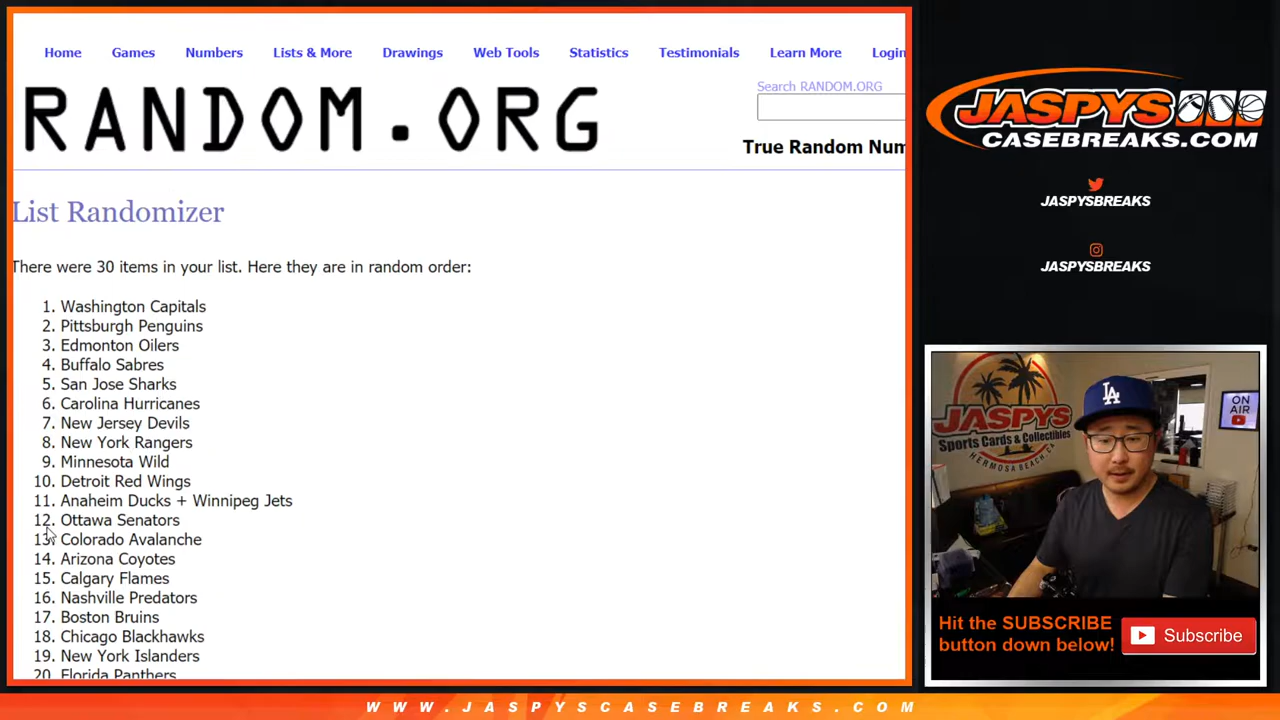 Home Games Numbers Lists & More Drawings Web Tools Statistics Testimonials Learn More Login
RANDOM.ORG
Search RANDOM.ORG
True Random Num
List Randomizer
There were 30 items in your list. Here they are in random order:
1. Washington Capitals
2. Pittsburgh Penguins
3. Edmonton Oilers
4. Buffalo Sabres
5. San Jose Sharks
6. Carolina Hurricanes
7. New Jersey Devils
8. New York Rangers
9. Minnesota Wild
10. Detroit Red Wings
11. Anaheim Ducks + Winnipeg Jets
12. Ottawa Senators
13. Colorado Avalanche
14. Arizona Coyotes
15. Calgary Flames
16. Nashville Predators
17. Boston Bruins
18. Chicago Blackhawks
19. New York Islanders
20. Florida Panthers
JASPYS
CASEBREAKS.COM
JASPYSBREAKS
JASPYSBREAKS
JASPYS
Sports Cards & Collectibles
HERMOSA BEACH, CA
LA
ON
AIR
Hit the SUBSCRIBE
button down below!
Subscribe
WWW.JASPYSCASEBREAKS.COM